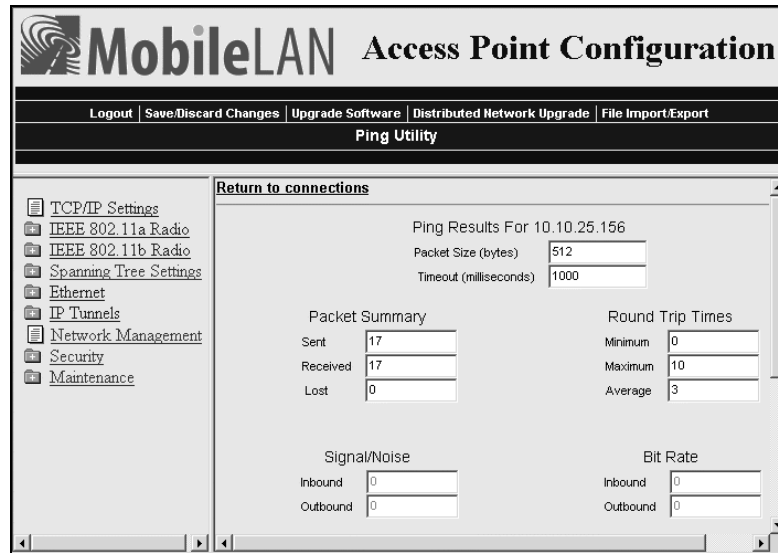 MobileLAN Access Point Configuration
Logout | Save/Discard Changes | Upgrade Software | Distributed Network Upgrade | File Import/Export
Ping Utility
TCP/IP Settings
IEEE 802.11a Radio
IEEE 802.11b Radio
Spanning Tree Settings
Ethernet
IP Tunnels
Network Management
Security
Maintenance
Return to connections
Ping Results For 10.10.25.156
Packet Size (bytes) 512
Timeout (milliseconds) 1000
Packet Summary
Sent 17
Received 17
Lost 0
Round Trip Times
Minimum 0
Maximum 10
Average 3
Signal/Noise
Inbound 0
Outbound 0
Bit Rate
Inbound 0
Outbound 0